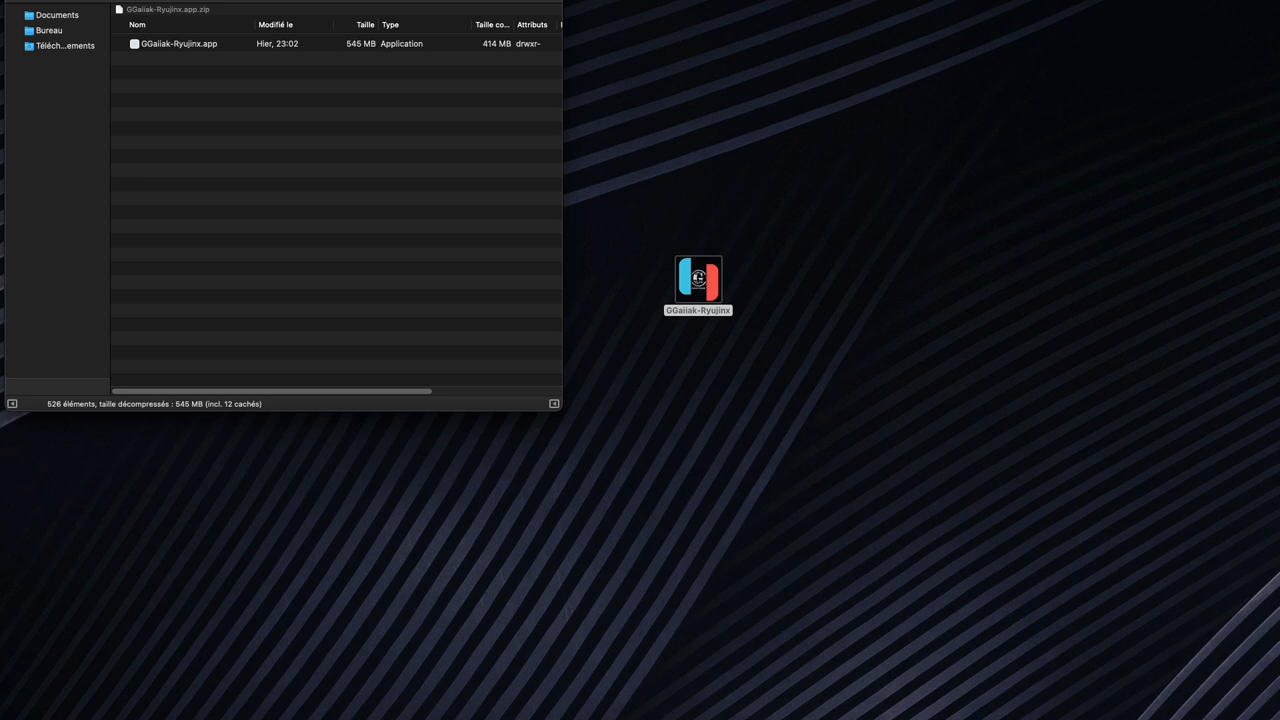 GGaiiak-Ryujinx.app.zip
Documents
Bureau
Téléch...ements
Nom Modifié le Taille Type Taille co... Attributs
GGaiiak-Ryujinx.app Hier, 23:02 545 MB Application 414 MB drwxr-
GGaiiak-Ryujinx
526 éléments, taille décompressés : 545 MB (incl. 12 cachés)